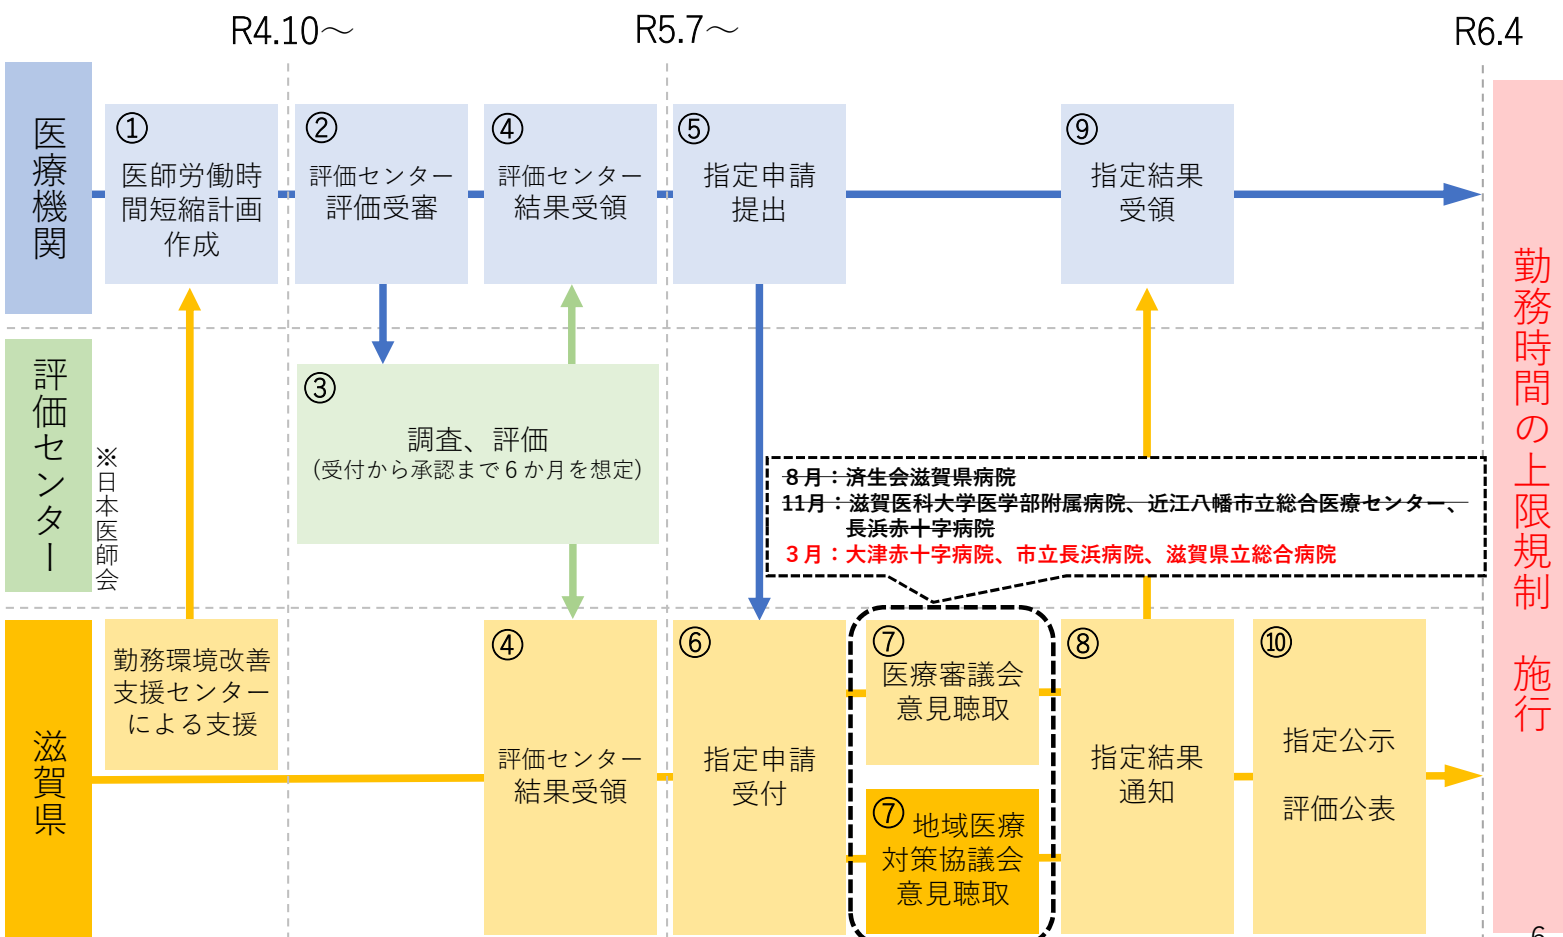 R4.10～
R5.7～
R6.4
医療機関
①
医師労働時
間短縮計画
作成
②
評価センター
評価受審
④
評価センター
結果受領
⑤
指定申請
提出
⑨
指定結果
受領
評価センター
※日本医師会
③
調査、評価
(受付から承認まで６か月を想定)
８月：済生会滋賀県病院
11月：滋賀医科大学医学部附属病院、近江八幡市立総合医療センター、
長浜赤十字病院
３月：大津赤十字病院、市立長浜病院、滋賀県立総合病院
滋賀県
勤務環境改善
支援センター
による支援
④
評価センター
結果受領
⑥
指定申請
受付
⑦
医療審議会
意見聴取
⑦ 地域医療
対策協議会
意見聴取
⑧
指定結果
通知
⑩
指定公示
評価公表
勤務時間の上限規制　施行
6